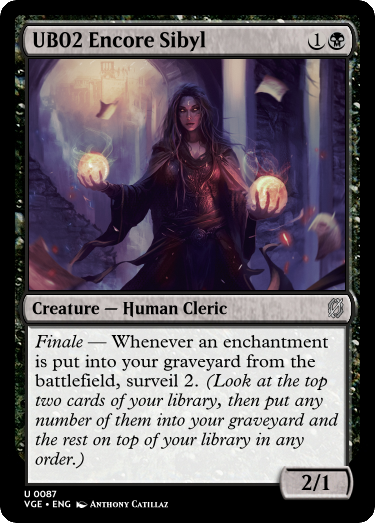 UB02 Encore Sibyl 1
Creature — Human Cleric
Finale — Whenever an enchantment
is put into your graveyard from the
battlefield, surveil 2. (Look at the top
two cards of your library, then put any
number of them into your graveyard and
the rest on top of your library in any
order.)
2/1
U 0087
VGE • ENG Anthony Catillaz